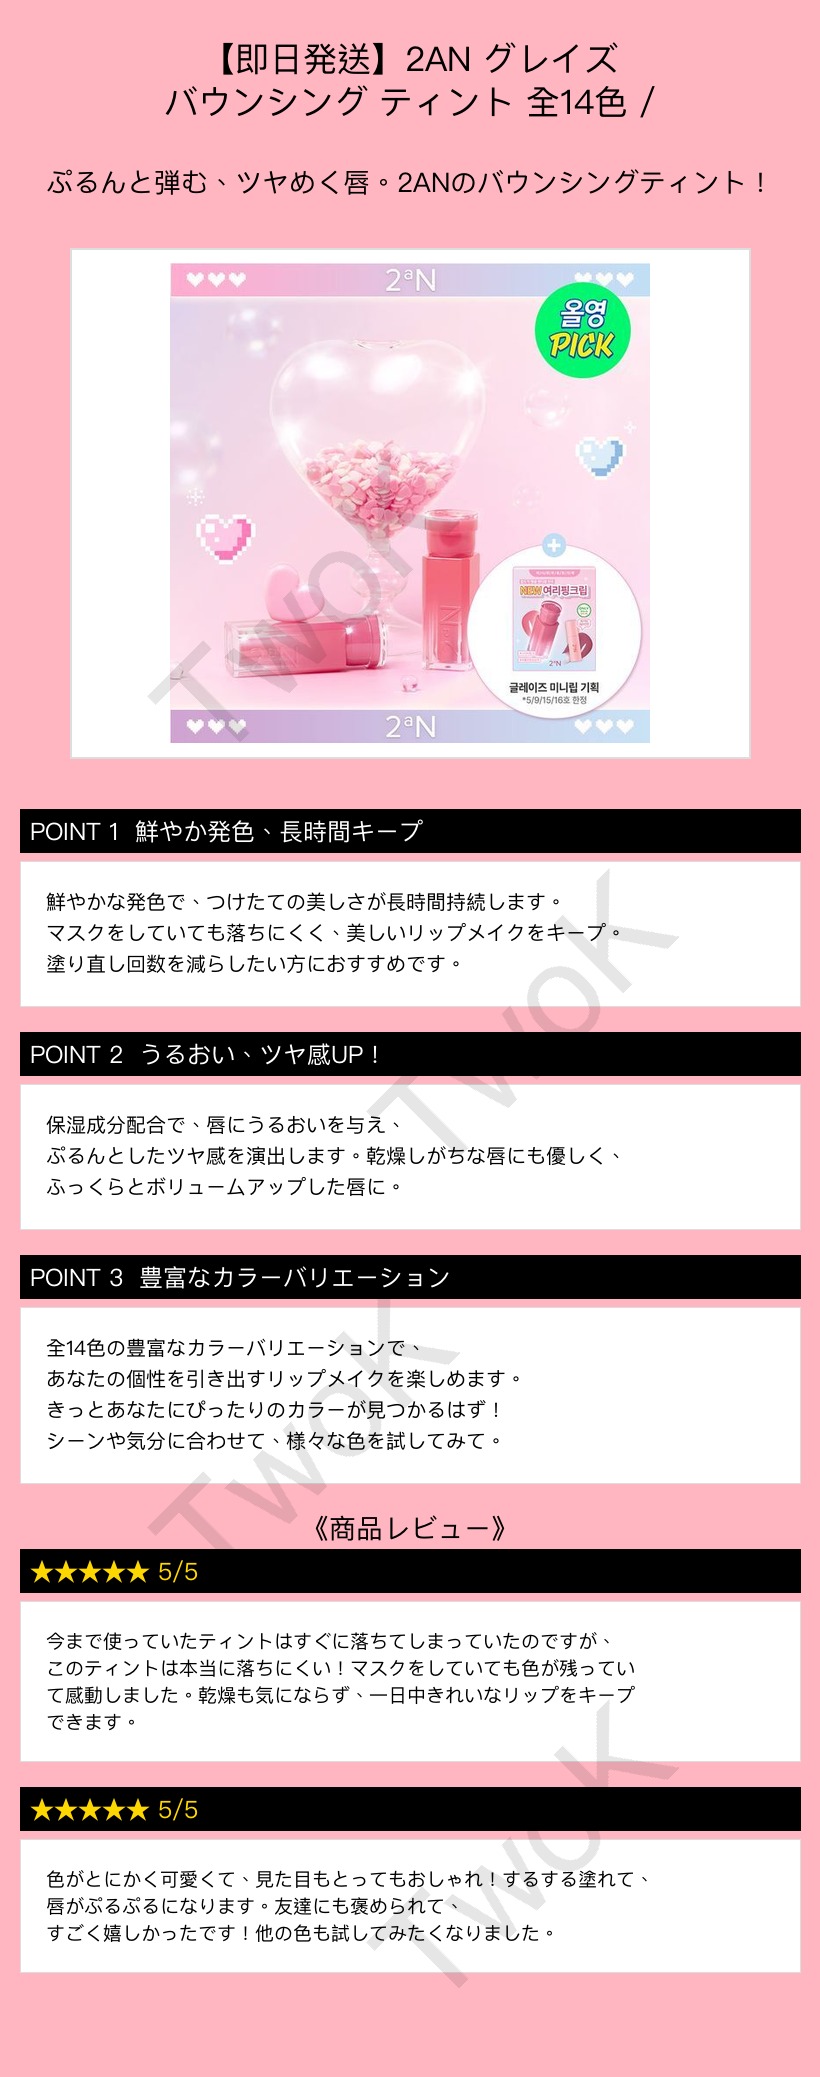 【即日発送】2AN グレイズ
バウンシング ティント 全14色 /
ぷるんと弾む、ツヤめく唇。2ANのバウンシングティント！
2aN
올영
PICK
NEW 여리핑크립
2aN
글레이즈 미니립 기획
*5/9/15/16호 한정
2aN
TwoK
POINT 1 鮮やか発色、長時間キープ
鮮やかな発色で、つけたての美しさが長時間持続します。
マスクをしていても落ちにくく、美しいリップメイクをキープ。
塗り直し回数を減らしたい方におすすめです。
TwoK
POINT 2 うるおい、ツヤ感UP！
保湿成分配合で、唇にうるおいを与え、
ぷるんとしたツヤ感を演出します。乾燥しがちな唇にも優しく、
ふっくらとボリュームアップした唇に。
POINT 3 豊富なカラーバリエーション
全14色の豊富なカラーバリエーションで、
あなたの個性を引き出すリップメイクを楽しめます。
きっとあなたにぴったりのカラーが見つかるはず！
シーンや気分に合わせて、様々な色を試してみて。
TwoK
《商品レビュー》
★★★★★ 5/5
今まで使っていたティントはすぐに落ちてしまっていたのですが、
このティントは本当に落ちにくい！マスクをしていても色が残ってい
て感動しました。乾燥も気にならず、一日中きれいなリップをキープ
できます。
★★★★★ 5/5
色がとにかく可愛くて、見た目もとってもおしゃれ！するする塗れて、
唇がぷるぷるになります。友達にも褒められて、
すごく嬉しかったです！他の色も試してみたくなりました。
TwoK